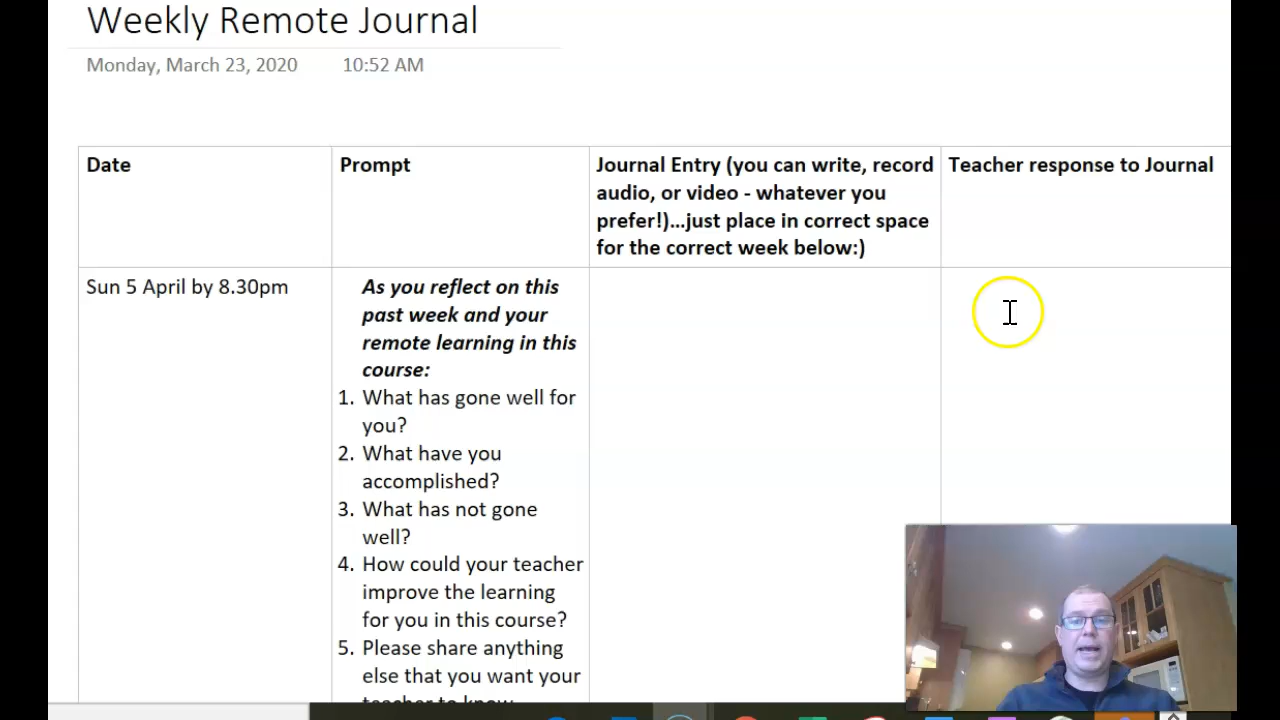 Weekly Remote Journal
Monday, March 23, 2020 10:52 AM
Date
Prompt
Journal Entry (you can write, record
audio, or video - whatever you
prefer!)...just place in correct space
for the correct week below:)
Teacher response to Journal
Sun 5 April by 8.30pm
As you reflect on this
past week and your
remote learning in this
course:
1. What has gone well for
you?
2. What have you
accomplished?
3. What has not gone
well?
4. How could your teacher
improve the learning
for you in this course?
5. Please share anything
else that you want your
teacher to know